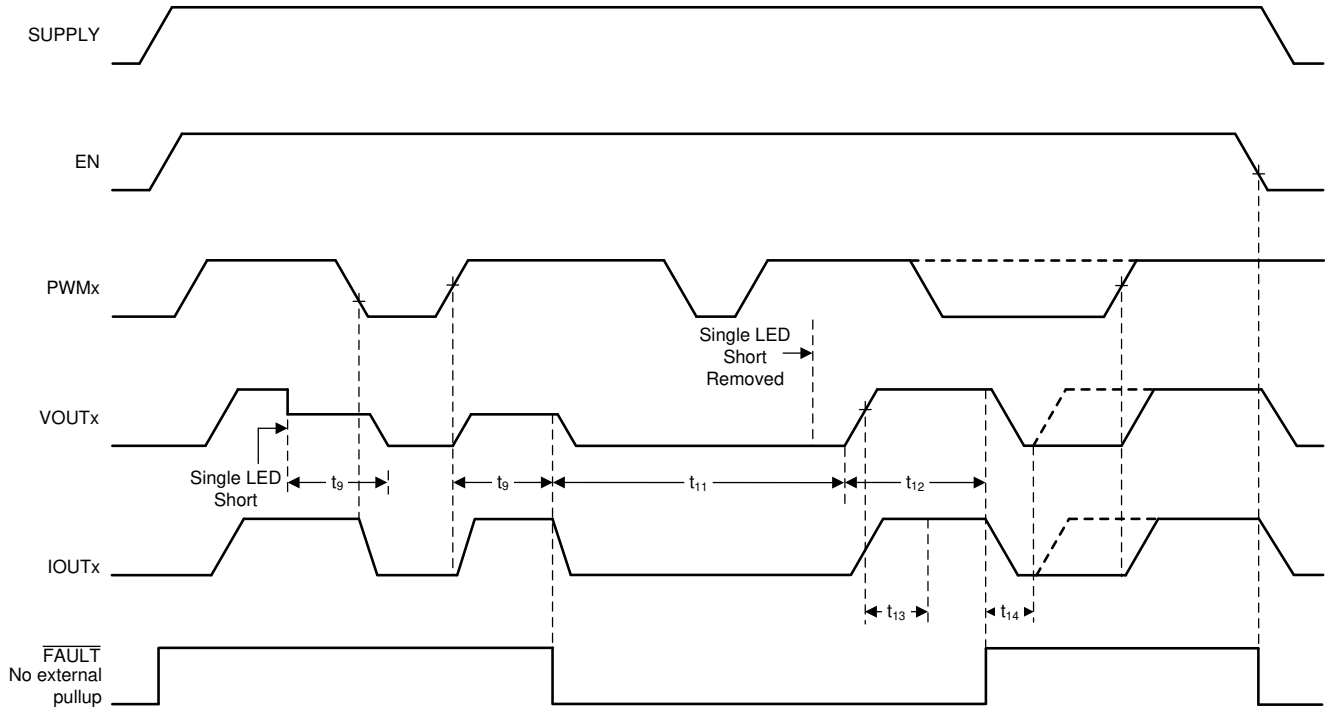 SUPPLY
EN
PWMx
Single LED
Short
Removed
VOUTx
Single LED
Short
t9
t9
t11
t12
IOUTx
t13
t14
FAULT
No external
pullup